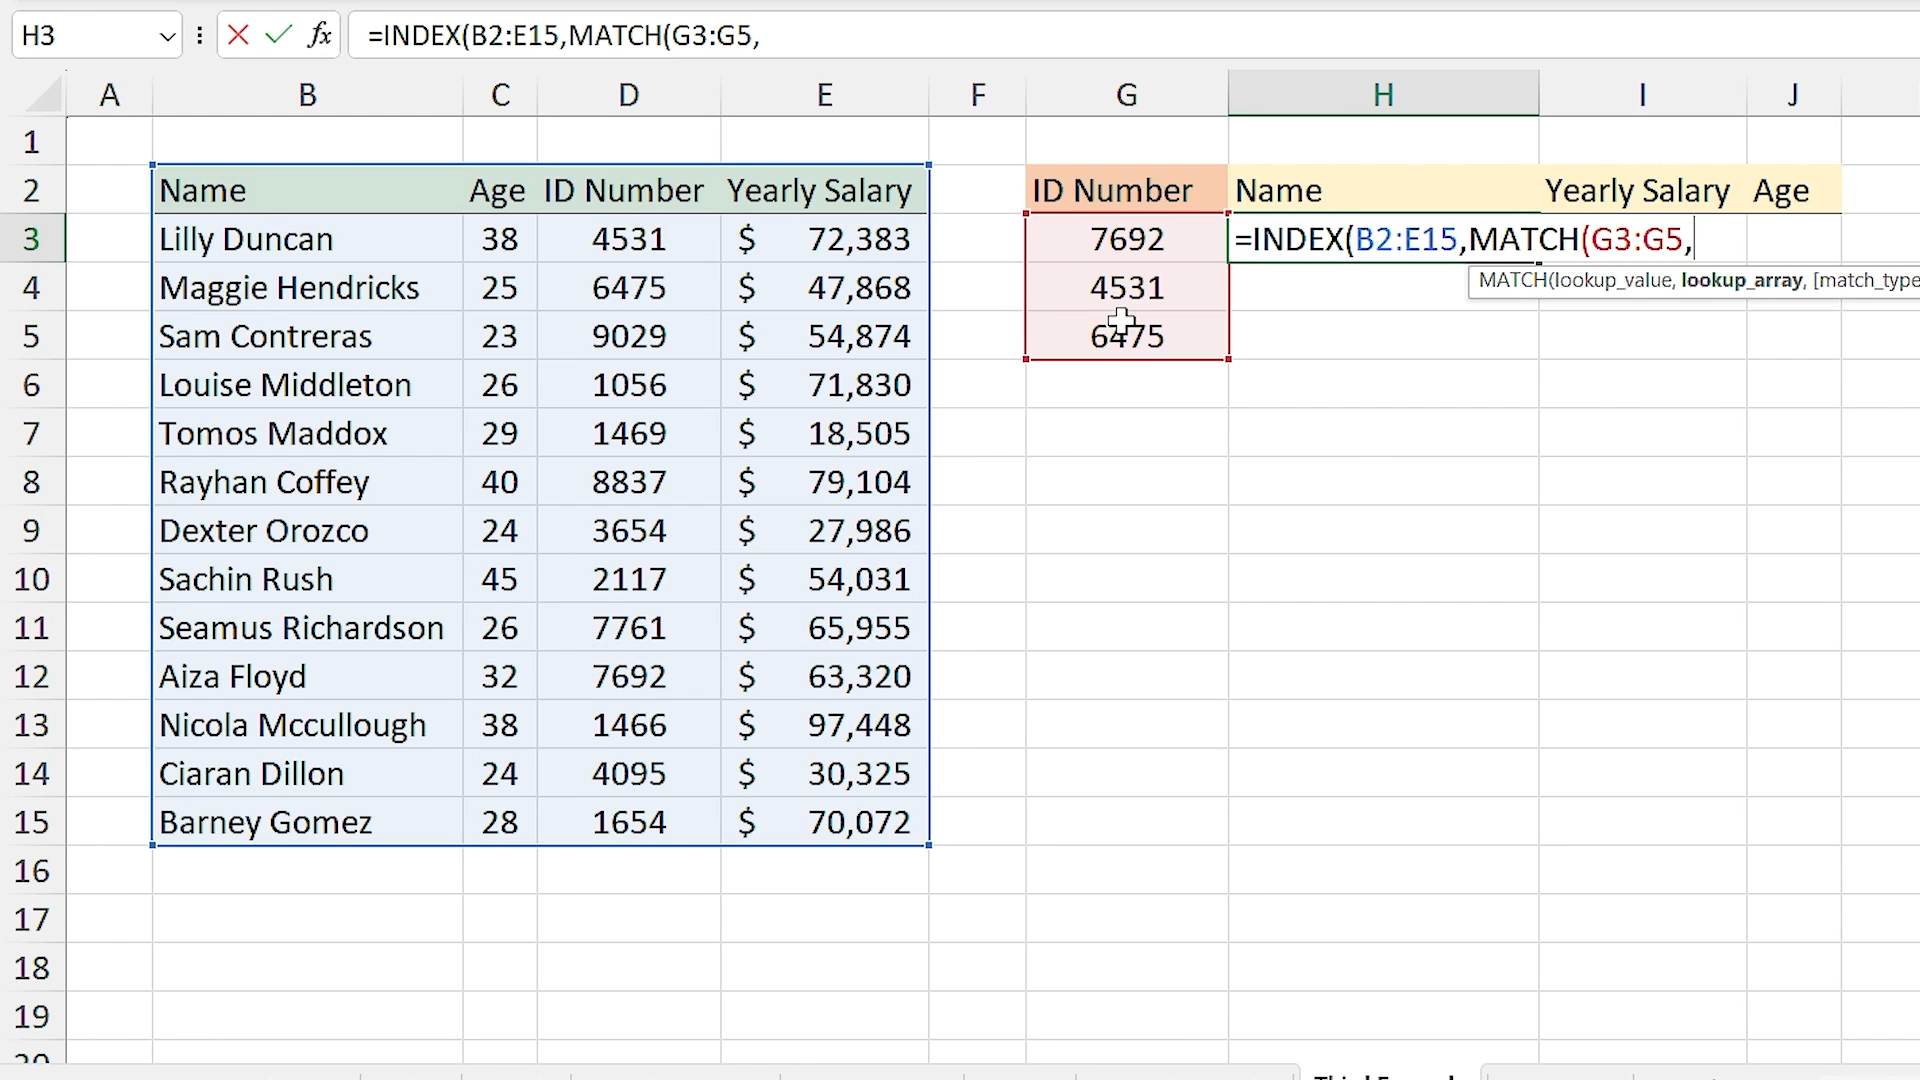 H3 fx =INDEX(B2:E15,MATCH(G3:G5,
A B C D E F G H I J
1
2 Name Age ID Number Yearly Salary ID Number Name Yearly Salary Age
3 Lilly Duncan 38 4531 $ 72,383 7692 =INDEX(B2:E15,MATCH(G3:G5,
4 Maggie Hendricks 25 6475 $ 47,868 4531 MATCH(lookup_value, lookup_array, [match_type
5 Sam Contreras 23 9029 $ 54,874 6475
6 Louise Middleton 26 1056 $ 71,830
7 Tomos Maddox 29 1469 $ 18,505
8 Rayhan Coffey 40 8837 $ 79,104
9 Dexter Orozco 24 3654 $ 27,986
10 Sachin Rush 45 2117 $ 54,031
11 Seamus Richardson 26 7761 $ 65,955
12 Aiza Floyd 32 7692 $ 63,320
13 Nicola Mccullough 38 1466 $ 97,448
14 Ciaran Dillon 24 4095 $ 30,325
15 Barney Gomez 28 1654 $ 70,072
16
17
18
19
20